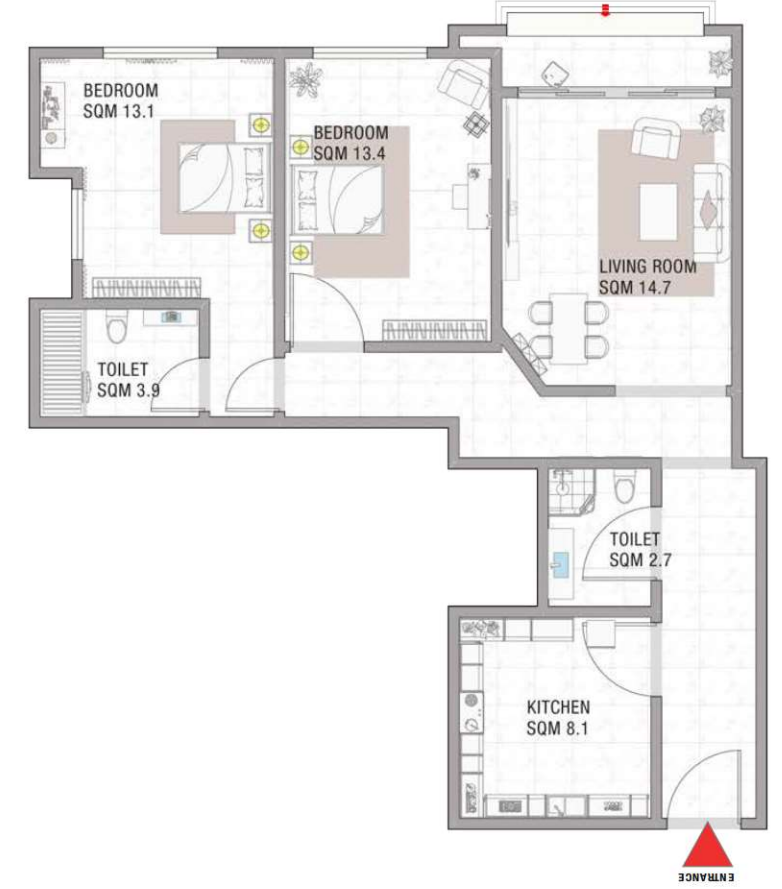 BEDROOM
SQM 13.1
BEDROOM
SQM 13.4
LIVING ROOM
SQM 14.7
TOILET
SQM 3.9
TOILET
SQM 2.7
KITCHEN
SQM 8.1
ENTRANCE